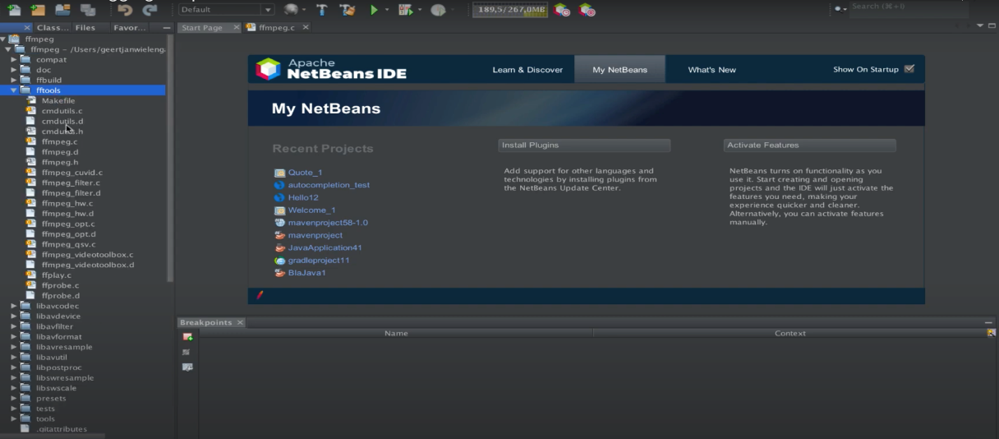 Default
189,5/267,0MB
Search (⌘+I)
Class... Files Favor...
Start Page
ffmpeg.c
ffmpeg
ffmpeg – /Users/geertjanwieleng
compat
doc
ffbuild
fftools
Makefile
cmdutils.c
cmdutils.d
cmdutils.h
ffmpeg.c
ffmpeg.d
ffmpeg.h
ffmpeg_cuvid.c
ffmpeg_filter.c
ffmpeg_filter.d
ffmpeg_hw.c
ffmpeg_hw.d
ffmpeg_opt.c
ffmpeg_opt.d
ffmpeg_qsv.c
ffmpeg_videotoolbox.c
ffmpeg_videotoolbox.d
ffplay.c
ffprobe.c
ffprobe.d
libavcodec
libavdevice
libavfilter
libavformat
libavresample
libavutil
libpostproc
libswresample
libswscale
presets
tests
tools
.gitattributes
Apache
NetBeans IDE
Learn & Discover
My NetBeans
What's New
Show On Startup
My NetBeans
Recent Projects
Quote_1
autocompletion_test
Hello12
Welcome_1
mavenproject58-1.0
mavenproject
JavaApplication41
gradleproject11
BlaJava1
Install Plugins
Add support for other languages and
technologies by installing plugins from
the NetBeans Update Center.
Activate Features
NetBeans turns on functionality as you
use it. Start creating and opening
projects and the IDE will just activate the
features you need, making your
experience quicker and cleaner.
Alternatively, you can activate features
manually.
Breakpoints
Name
Context